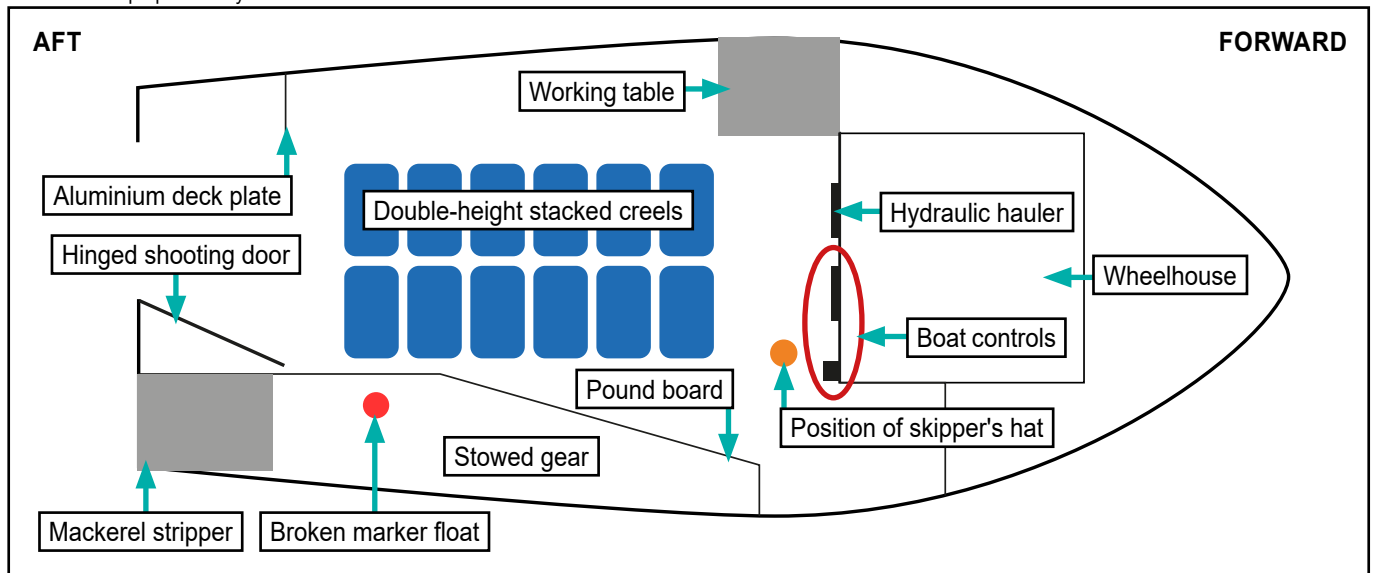 AFT
FORWARD
Working table
Aluminium deck plate
Double-height stacked creels
Hydraulic hauler
Hinged shooting door
Wheelhouse
Boat controls
Pound board
Position of skipper's hat
Stowed gear
Mackerel stripper
Broken marker float